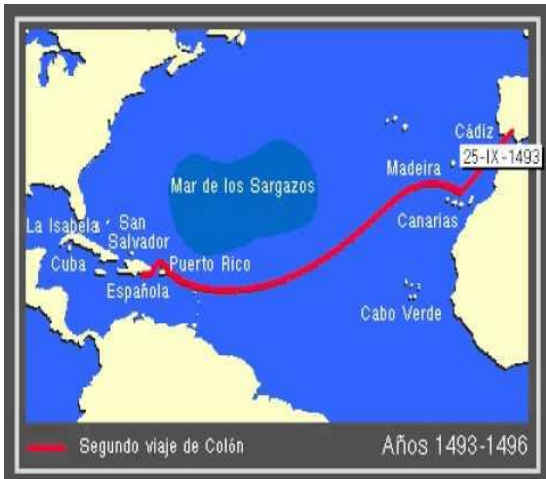 Cádiz
25-IX-1493
Madeira
Mar de los Sargazos
Canarias
La Isabela
San
Salvador
Cuba
Puerto Rico
Española
Cabo Verde
Segundo viaje de Colón
Años 1493-1496